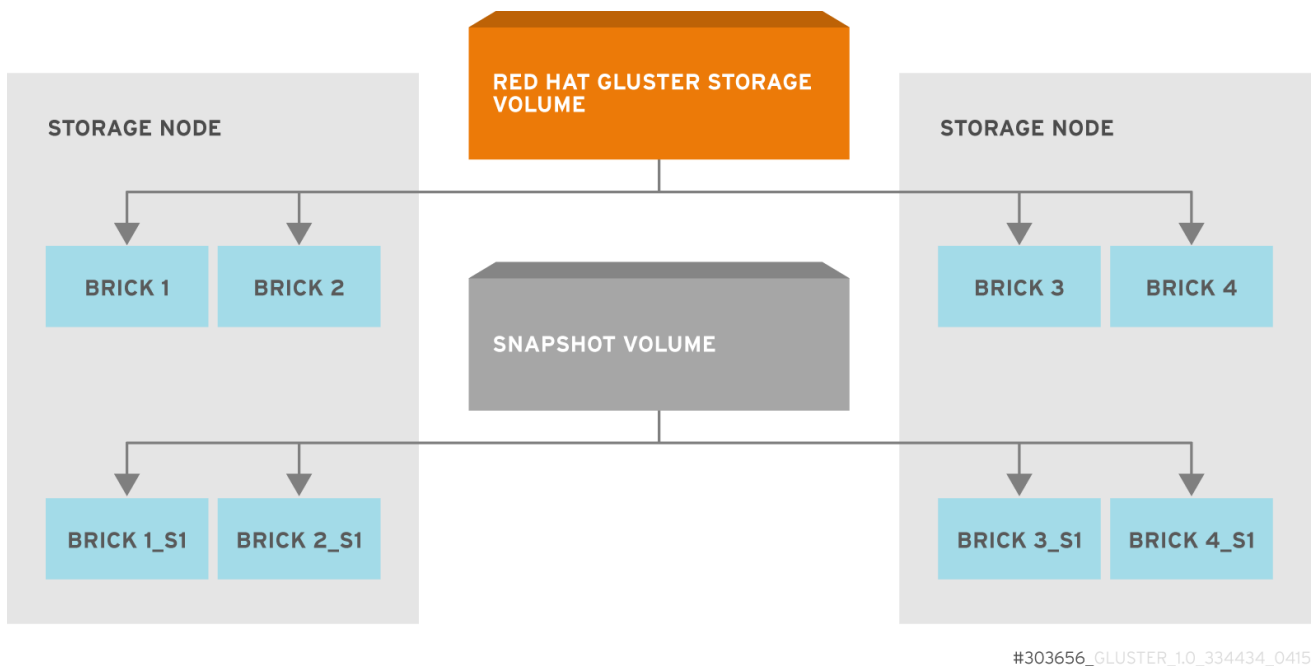 RED HAT GLUSTER STORAGE
VOLUME
STORAGE NODE
STORAGE NODE
BRICK 1
BRICK 2
BRICK 3
BRICK 4
SNAPSHOT VOLUME
BRICK 1_S1
BRICK 2_S1
BRICK 3_S1
BRICK 4_S1
#303656_GLUSTER_1.0_334434_0415